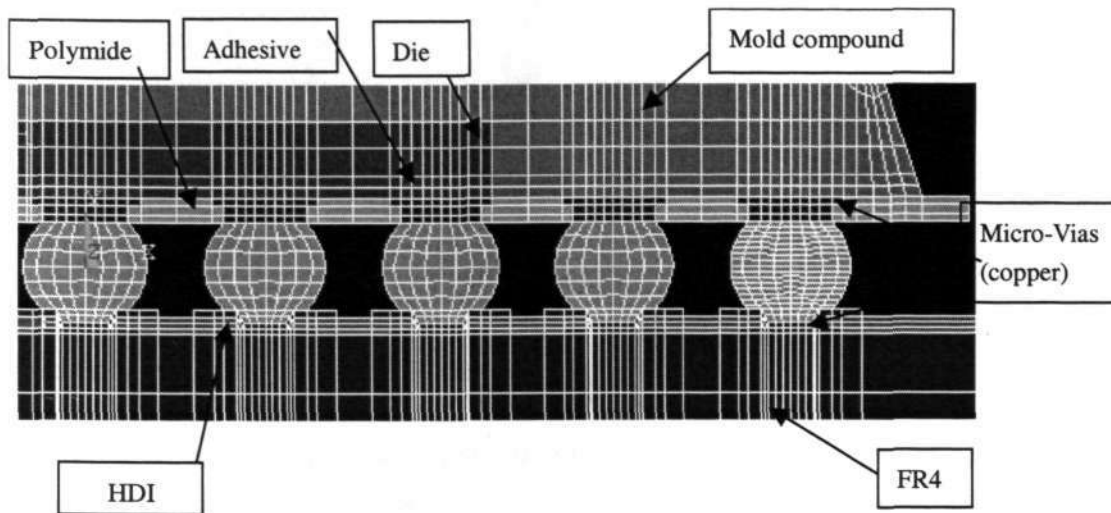 Polymide
Adhesive
Die
Mold compound
Micro-Vias
(copper)
HDI
FR4